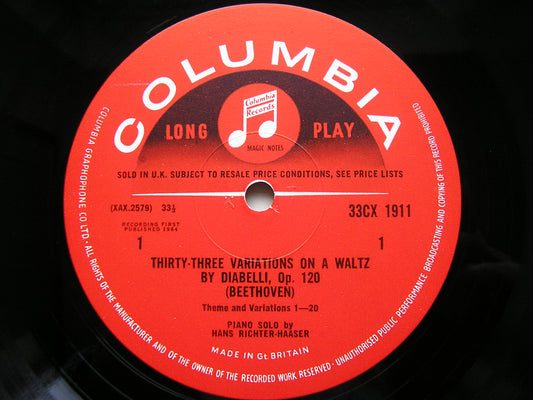 COLUMBIA
Columbia
Records
LONG PLAY
MAGIC NOTES
SOLD IN U.K. SUBJECT TO RESALE PRICE CONDITIONS, SEE PRICE LISTS
(XAX.2579) 33⅓ 33CX 1911
RECORDING FIRST
PUBLISHED 1964
1 1
THIRTY-THREE VARIATIONS ON A WALTZ
BY DIABELLI, Op. 120
(BEETHOVEN)
Theme and Variations 1—20
PIANO SOLO by
HANS RICHTER-HAASER
MADE IN Gt. BRITAIN
COLUMBIA GRAPHOPHONE CO LTD · ALL RIGHTS OF THE MANUFACTURER AND OF THE OWNER OF THE RECORDED WORK RESERVED · UNAUTHORISED PUBLIC PERFORMANCE BROADCASTING AND COPYING OF THIS RECORD PROHIBITED